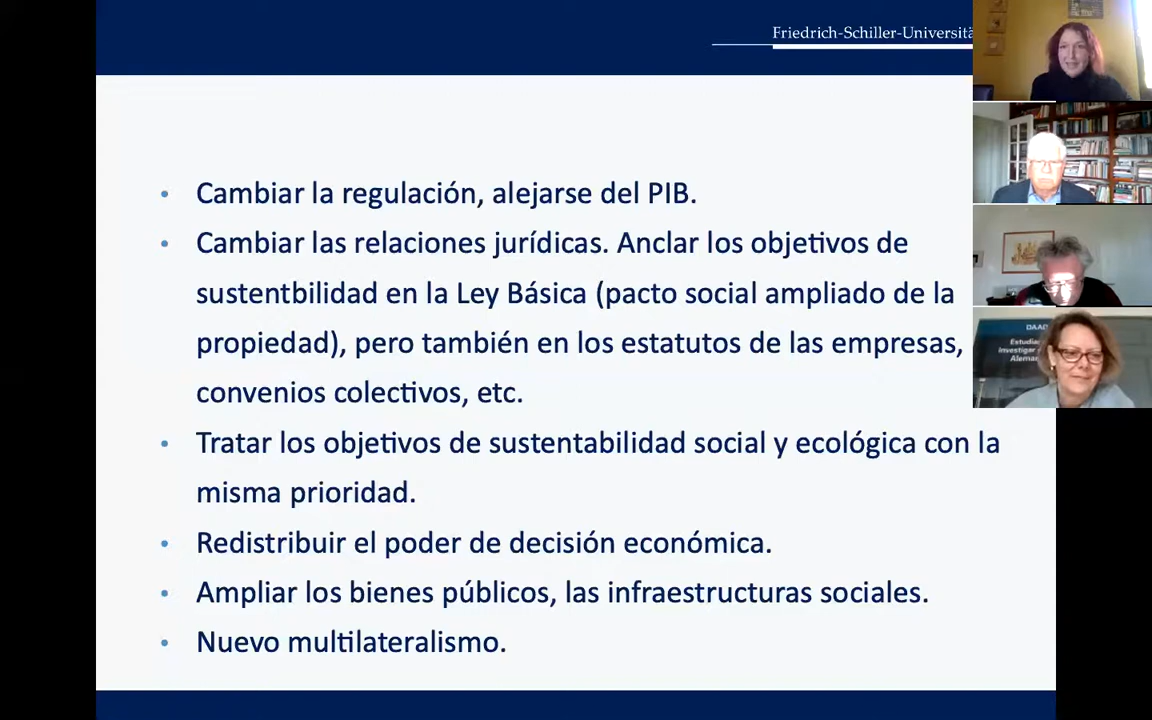 Friedrich-Schiller-Universitä
• Cambiar la regulación, alejarse del PIB.
• Cambiar las relaciones jurídicas. Anclar los objetivos de
sustentbilidad en la Ley Básica (pacto social ampliado de la
propiedad), pero también en los estatutos de las empresas,
convenios colectivos, etc.
• Tratar los objetivos de sustentabilidad social y ecológica con la
misma prioridad.
• Redistribuir el poder de decisión económica.
• Ampliar los bienes públicos, las infraestructuras sociales.
• Nuevo multilateralismo.
DAAD